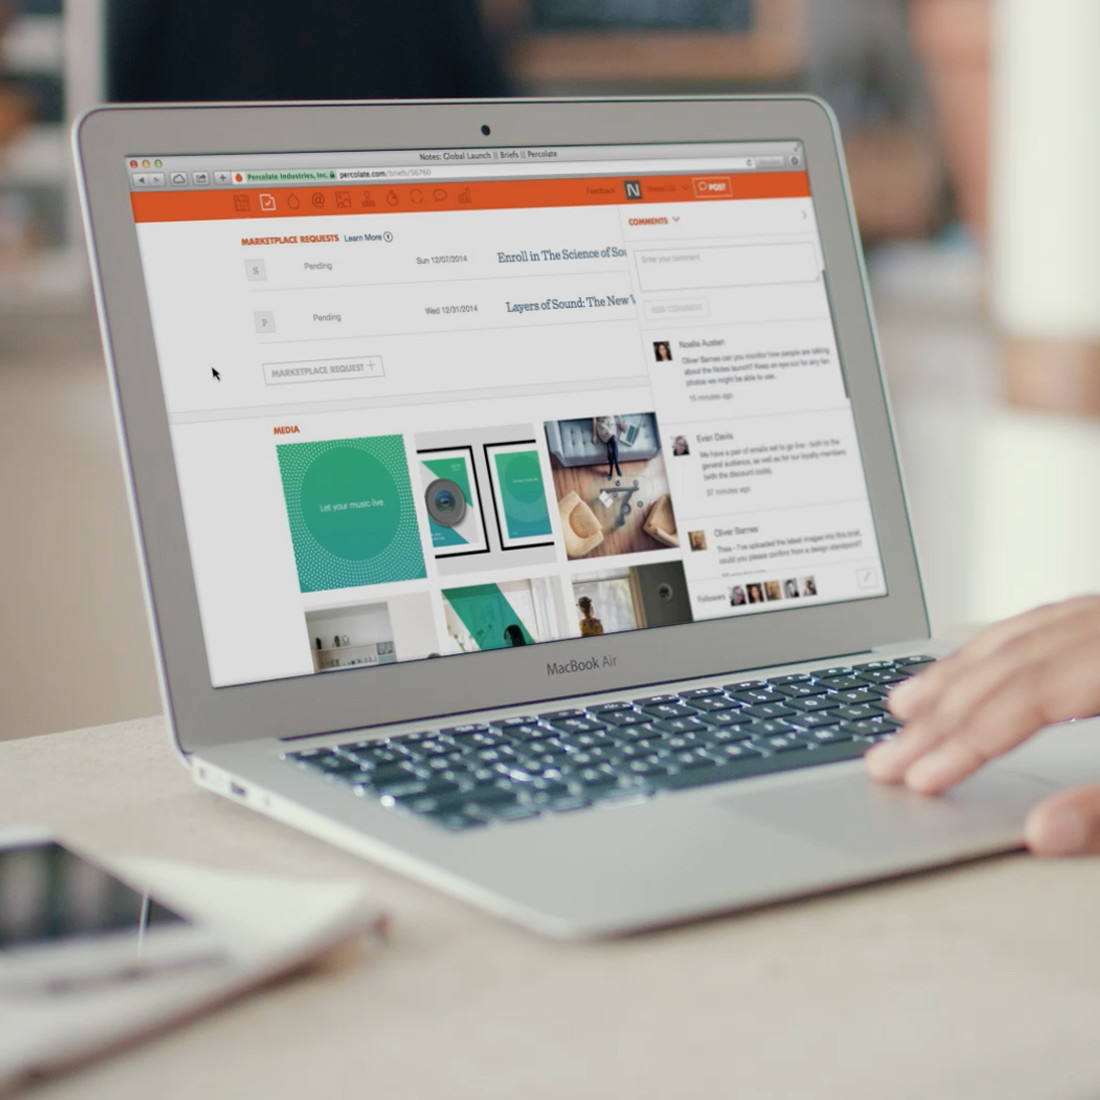 Notes: Global Launch || Briefs || Percolate
Percolate Industries, Inc.
percolate.com/briefs/56760
Feedback
N
POST
MARKETPLACE REQUESTS Learn More
COMMENTS
Enter your comment
S Pending Sun 12/07/2014 Enroll in The Science of Sou
P Pending Wed 12/31/2014 Layers of Sound: The New
ADD COMMENT
MARKETPLACE REQUEST +
Noelle Austen
Oliver Barnes can you monitor how people are talking
about the Notes launch? Keep an eye out for any fan
photos we might be able to use.
15 minutes ago
MEDIA
Let your music live
Evan Davis
We have a pair of emails set to go live - both to the
general audience, as well as for our loyalty members
(with the discount code).
37 minutes ago
Oliver Barnes
Thea - I've uploaded the latest images into this brief,
could you please confirm from a design standpoint?
Followers
MacBook Air